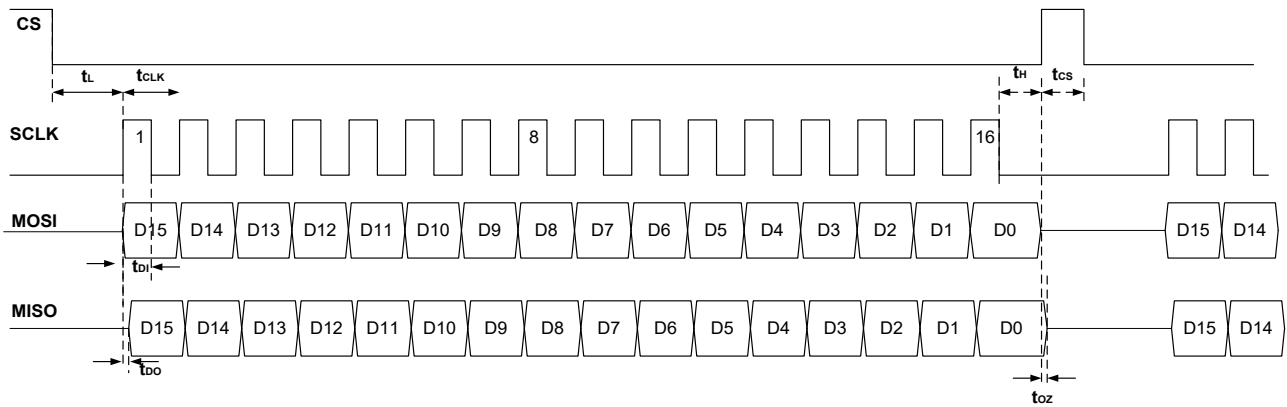 CS
tL tCLK tH tCS
SCLK 1 8 16
MOSI D15 D14 D13 D12 D11 D10 D9 D8 D7 D6 D5 D4 D3 D2 D1 D0 D15 D14
tDI
MISO D15 D14 D13 D12 D11 D10 D9 D8 D7 D6 D5 D4 D3 D2 D1 D0 D15 D14
tDO
tOZ